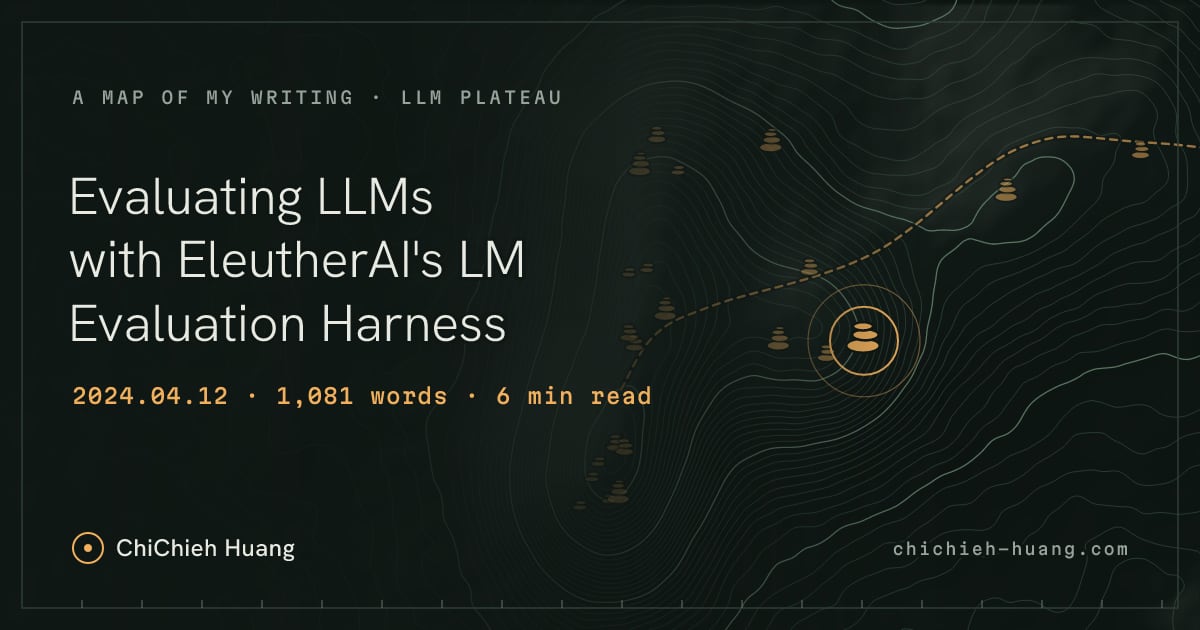 A MAP OF MY WRITING · LLM PLATEAU
Evaluating LLMs
with EleutherAI's LM
Evaluation Harness
2024.04.12 · 1,081 words · 6 min read
ChiChieh Huang
chichieh-huang.com